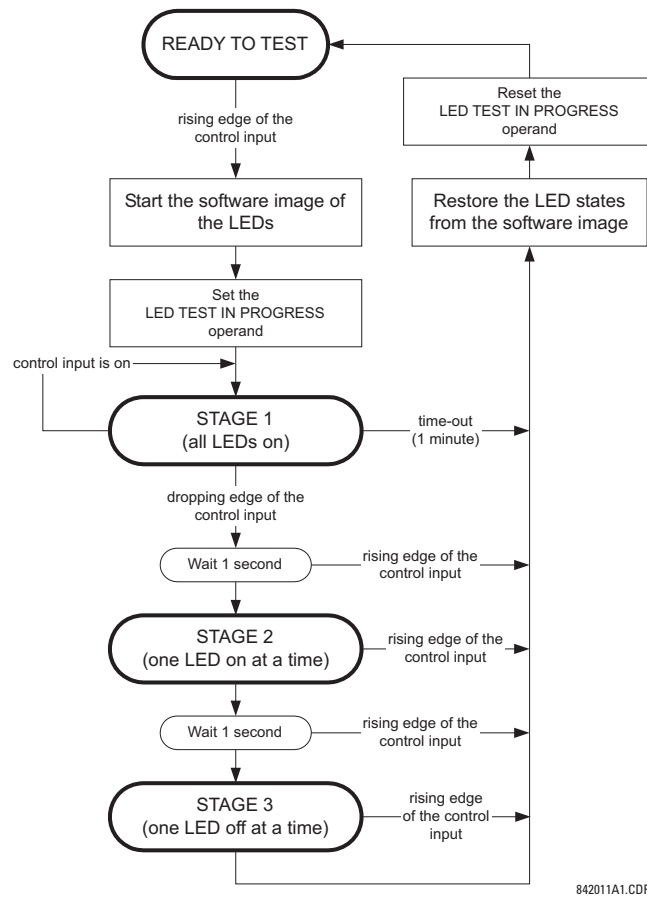 READY TO TEST
Reset the
LED TEST IN PROGRESS
operand
rising edge of the
control input
Start the software image of
the LEDs
Restore the LED states
from the software image
Set the
LED TEST IN PROGRESS
operand
control input is on
STAGE 1
(all LEDs on)
time-out
(1 minute)
dropping edge of the
control input
Wait 1 second
rising edge of the
control input
STAGE 2
(one LED on at a time)
rising edge of the
control input
Wait 1 second
rising edge of the
control input
STAGE 3
(one LED off at a time)
rising edge
of the control
input
842011A1.CDR